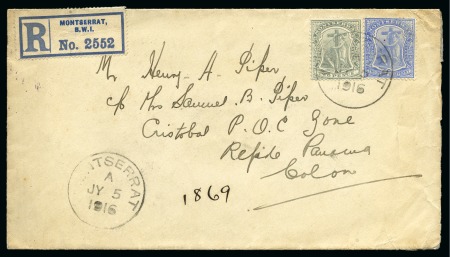 MONTSERRAT,
B.W.I.
R No. 2552
MONTSERRAT
1916
Mr Henry. A. Piper
c/o Mrs Samuel. B. Piper
Cristobal P.O.C Zone
Panama
Colon
MONTSERRAT
A
JY 5
1916
1869